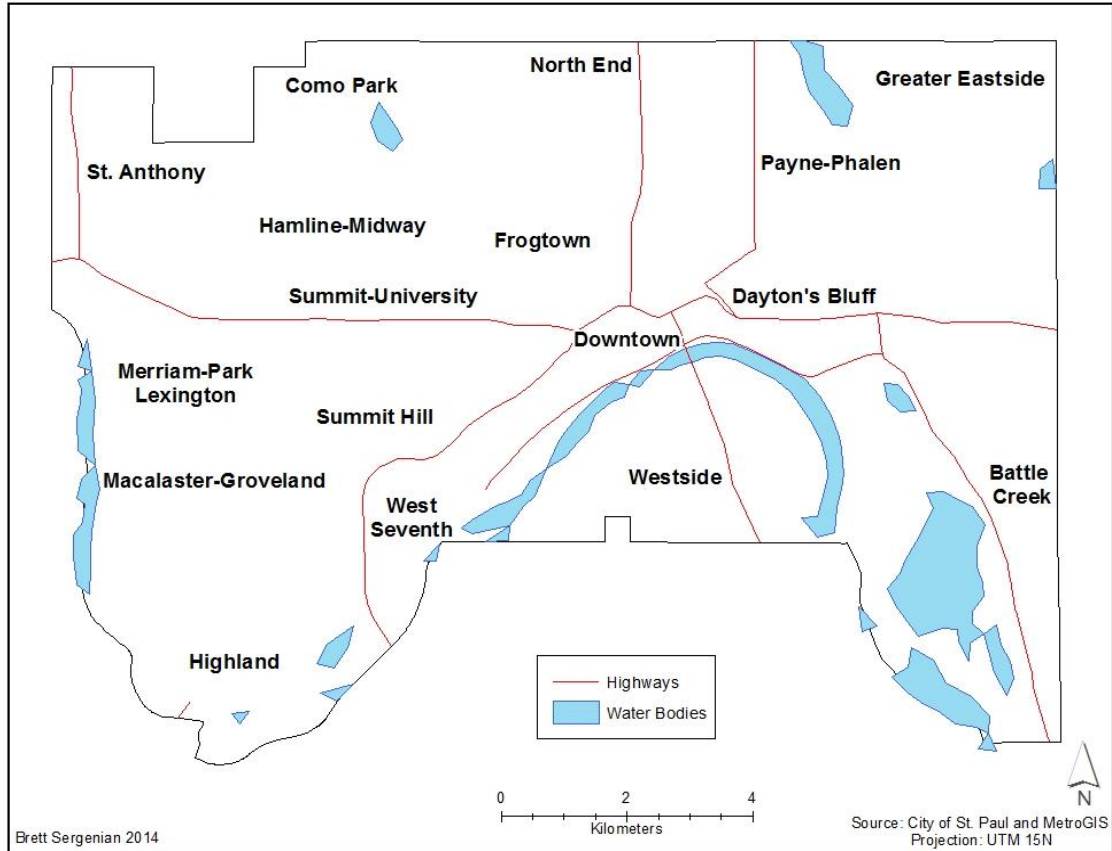 North End
Como Park
Greater Eastside
St. Anthony
Payne-Phalen
Hamline-Midway
Frogtown
Summit-University
Dayton's Bluff
Downtown
Merriam-Park
Lexington
Summit Hill
Macalaster-Groveland
West
Seventh
Westside
Battle
Creek
Highland
Highways
Water Bodies
0 2 4
Kilometers
N
Brett Sergenian 2014
Source: City of St. Paul and MetroGIS
Projection: UTM 15N